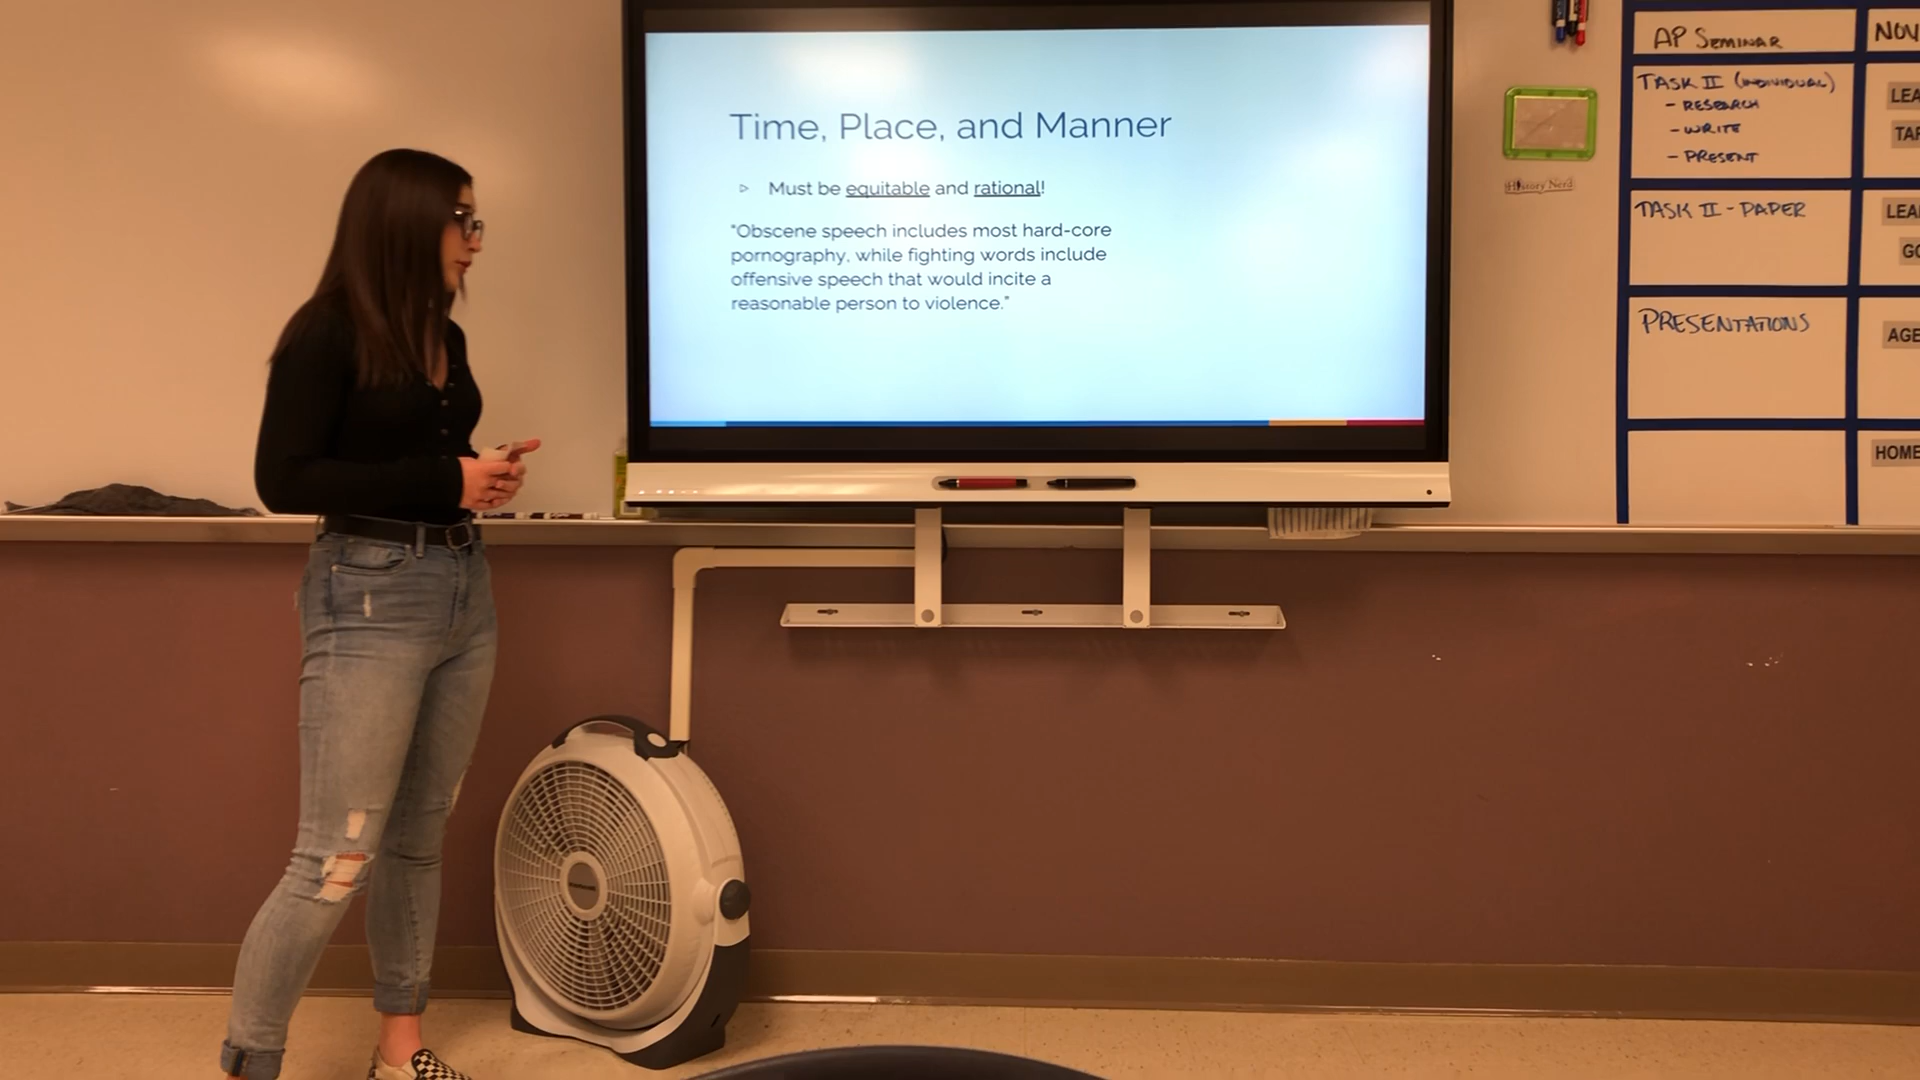 Time, Place, and Manner
▹ Must be equitable and rational!
"Obscene speech includes most hard-core
pornography, while fighting words include
offensive speech that would incite a
reasonable person to violence."
AP SEMINAR
NOV
TASK II (INDIVIDUAL)
- RESEARCH
- WRITE
- PRESENT
LEA
TAR
TASK II - PAPER
LEA
GO
PRESENTATIONS
AGE
HOME
History Nerd